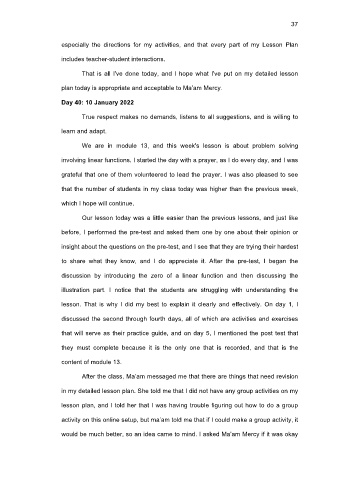 37
especially the directions for my activities, and that every part of my Lesson Plan
includes teacher-student interactions.
That is all I've done today, and I hope what I've put on my detailed lesson
plan today is appropriate and acceptable to Ma'am Mercy.
Day 40: 10 January 2022
True respect makes no demands, listens to all suggestions, and is willing to
learn and adapt.
We are in module 13, and this week's lesson is about problem solving
involving linear functions. I started the day with a prayer, as I do every day, and I was
grateful that one of them volunteered to lead the prayer. I was also pleased to see
that the number of students in my class today was higher than the previous week,
which I hope will continue.
Our lesson today was a little easier than the previous lessons, and just like
before, I performed the pre-test and asked them one by one about their opinion or
insight about the questions on the pre-test, and I see that they are trying their hardest
to share what they know, and I do appreciate it. After the pre-test, I began the
discussion by introducing the zero of a linear function and then discussing the
illustration part. I notice that the students are struggling with understanding the
lesson. That is why I did my best to explain it clearly and effectively. On day 1, I
discussed the second through fourth days, all of which are activities and exercises
that will serve as their practice guide, and on day 5, I mentioned the post test that
they must complete because it is the only one that is recorded, and that is the
content of module 13.
After the class, Ma'am messaged me that there are things that need revision
in my detailed lesson plan. She told me that I did not have any group activities on my
lesson plan, and I told her that I was having trouble figuring out how to do a group
activity on this online setup, but ma'am told me that if I could make a group activity, it
would be much better, so an idea came to mind. I asked Ma'am Mercy if it was okay